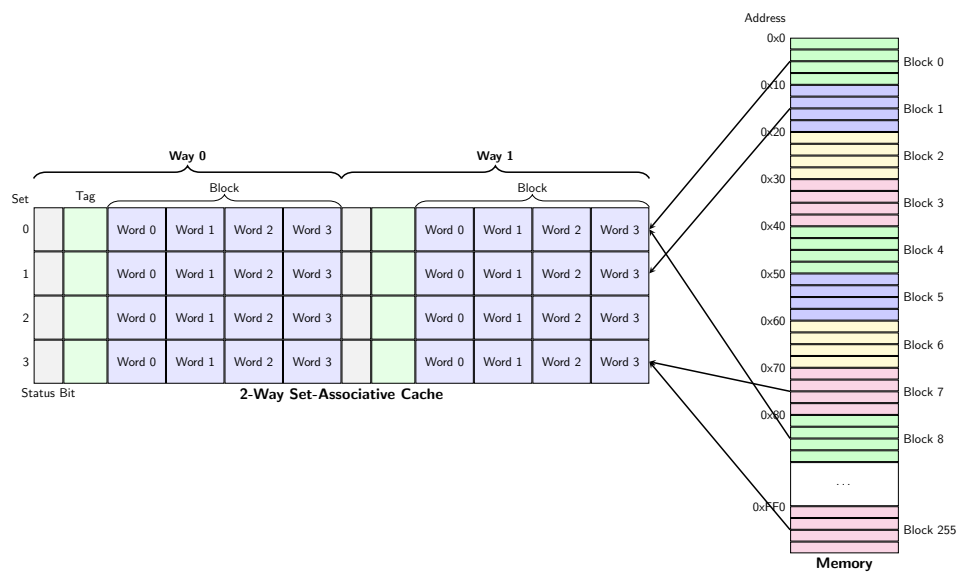 Address
0x0
Block 0
0x10
Block 1
0x20
Block 2
0x30
Block 3
0x40
Block 4
0x50
Block 5
0x60
Block 6
0x70
Block 7
0x80
Block 8
...
0xFF0
Block 255
Memory
Way 0 Way 1
Set Tag Block Block
0 Word 0 Word 1 Word 2 Word 3 Word 0 Word 1 Word 2 Word 3
1 Word 0 Word 1 Word 2 Word 3 Word 0 Word 1 Word 2 Word 3
2 Word 0 Word 1 Word 2 Word 3 Word 0 Word 1 Word 2 Word 3
3 Word 0 Word 1 Word 2 Word 3 Word 0 Word 1 Word 2 Word 3
Status Bit
2-Way Set-Associative Cache